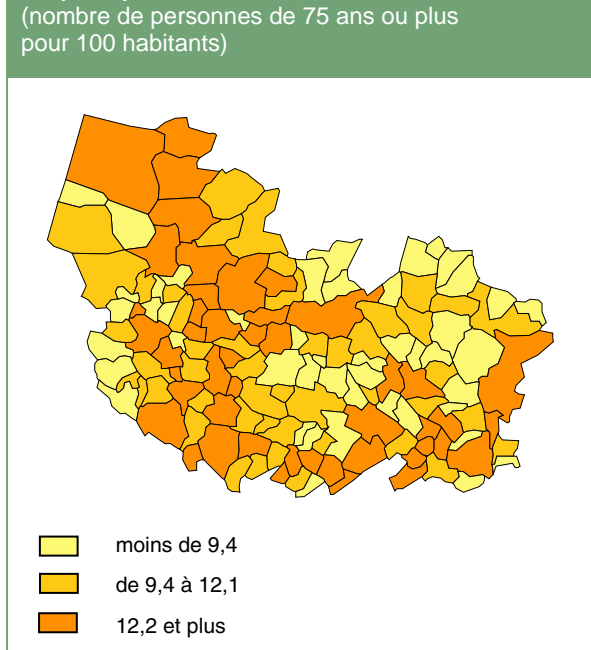 (nombre de personnes de 75 ans ou plus
pour 100 habitants)
moins de 9,4
de 9,4 à 12,1
12,2 et plus